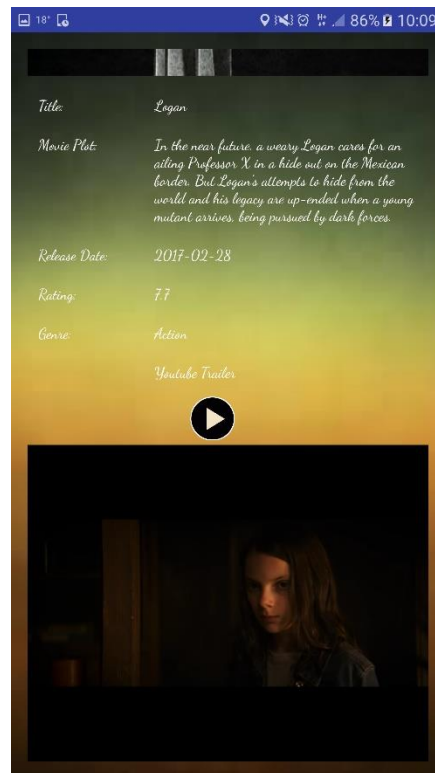 18° 86% 10:09
Title: Logan
Movie Plot: In the near future, a weary Logan cares for an
ailing Professor X in a hide out on the Mexican
border. But Logan's attempts to hide from the
world and his legacy are up-ended when a young
mutant arrives, being pursued by dark forces.
Release Date: 2017-02-28
Rating: 7.7
Genre: Action
Youtube Trailer